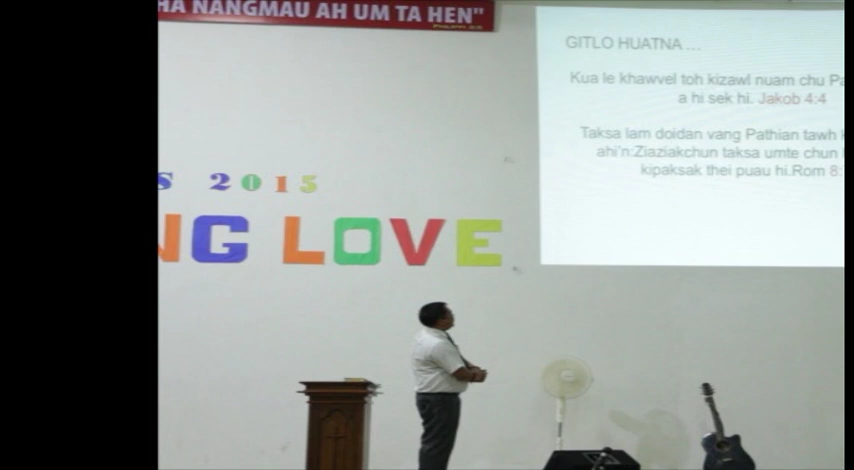 HA NANGMAU AH UM TA HEN"
S 2015
NG LOVE
GITLO HUATNA ...
Kua le khawvel toh kizawl nuam chu Pa
a hi sek hi. Jakob 4:4
Taksa lam doidan vang Pathian tawh
ahi'n:Ziaziakchun taksa umte chun
kipaksak thei puau hi.Rom 8: